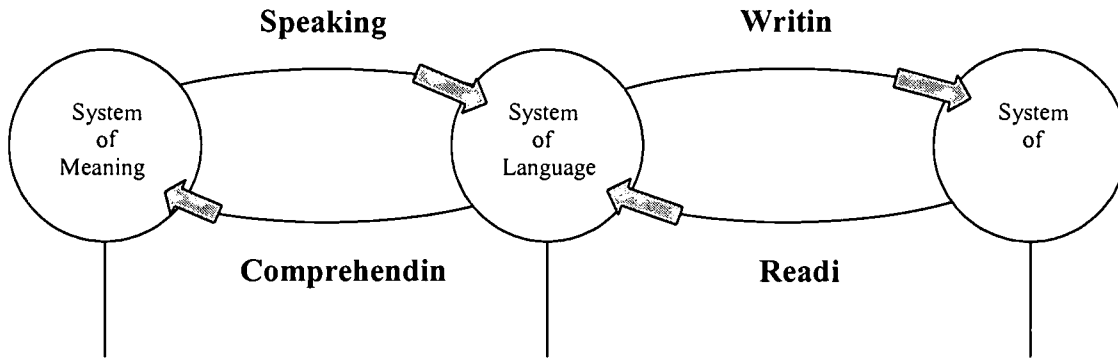 Speaking
Writin
System
of
Meaning
System
of
Language
System
of
Comprehendin
Readi